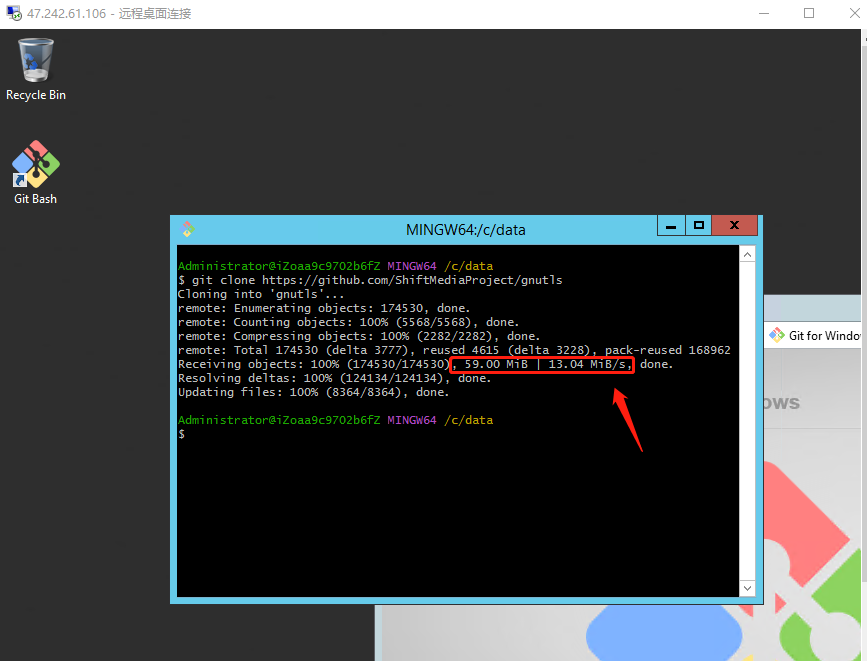 47.242.61.106 - 远程桌面连接
Recycle Bin
Git Bash
MINGW64:/c/data
Administrator@iZoaa9c9702b6fZ MINGW64 /c/data
$ git clone https://github.com/ShiftMediaProject/gnutls
Cloning into 'gnutls'...
remote: Enumerating objects: 174530, done.
remote: Counting objects: 100% (5568/5568), done.
remote: Compressing objects: 100% (2282/2282), done.
remote: Total 174530 (delta 3777), reused 4615 (delta 3228), pack-reused 168962
Receiving objects: 100% (174530/174530), 59.00 MiB | 13.04 MiB/s, done.
Resolving deltas: 100% (124134/124134), done.
Updating files: 100% (8364/8364), done.
Administrator@iZoaa9c9702b6fZ MINGW64 /c/data
$
Git for Windo
ows